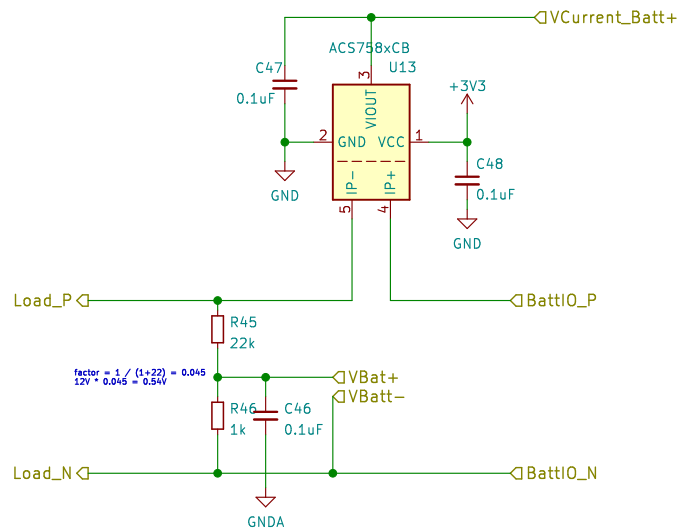 VCurrent_Batt+
ACS758xCB
C47
U13
0.1uF
3
VIOUT
+3V3
2
GND
VCC
1
C48
0.1uF
GND
IP-
IP+
5
4
GND
Load_P
BattIO_P
R45
22k
factor = 1 / (1+22) = 0.045
12V * 0.045 = 0.54V
VBat+
VBatt-
R46
1k
C46
0.1uF
Load_N
BattIO_N
GNDA